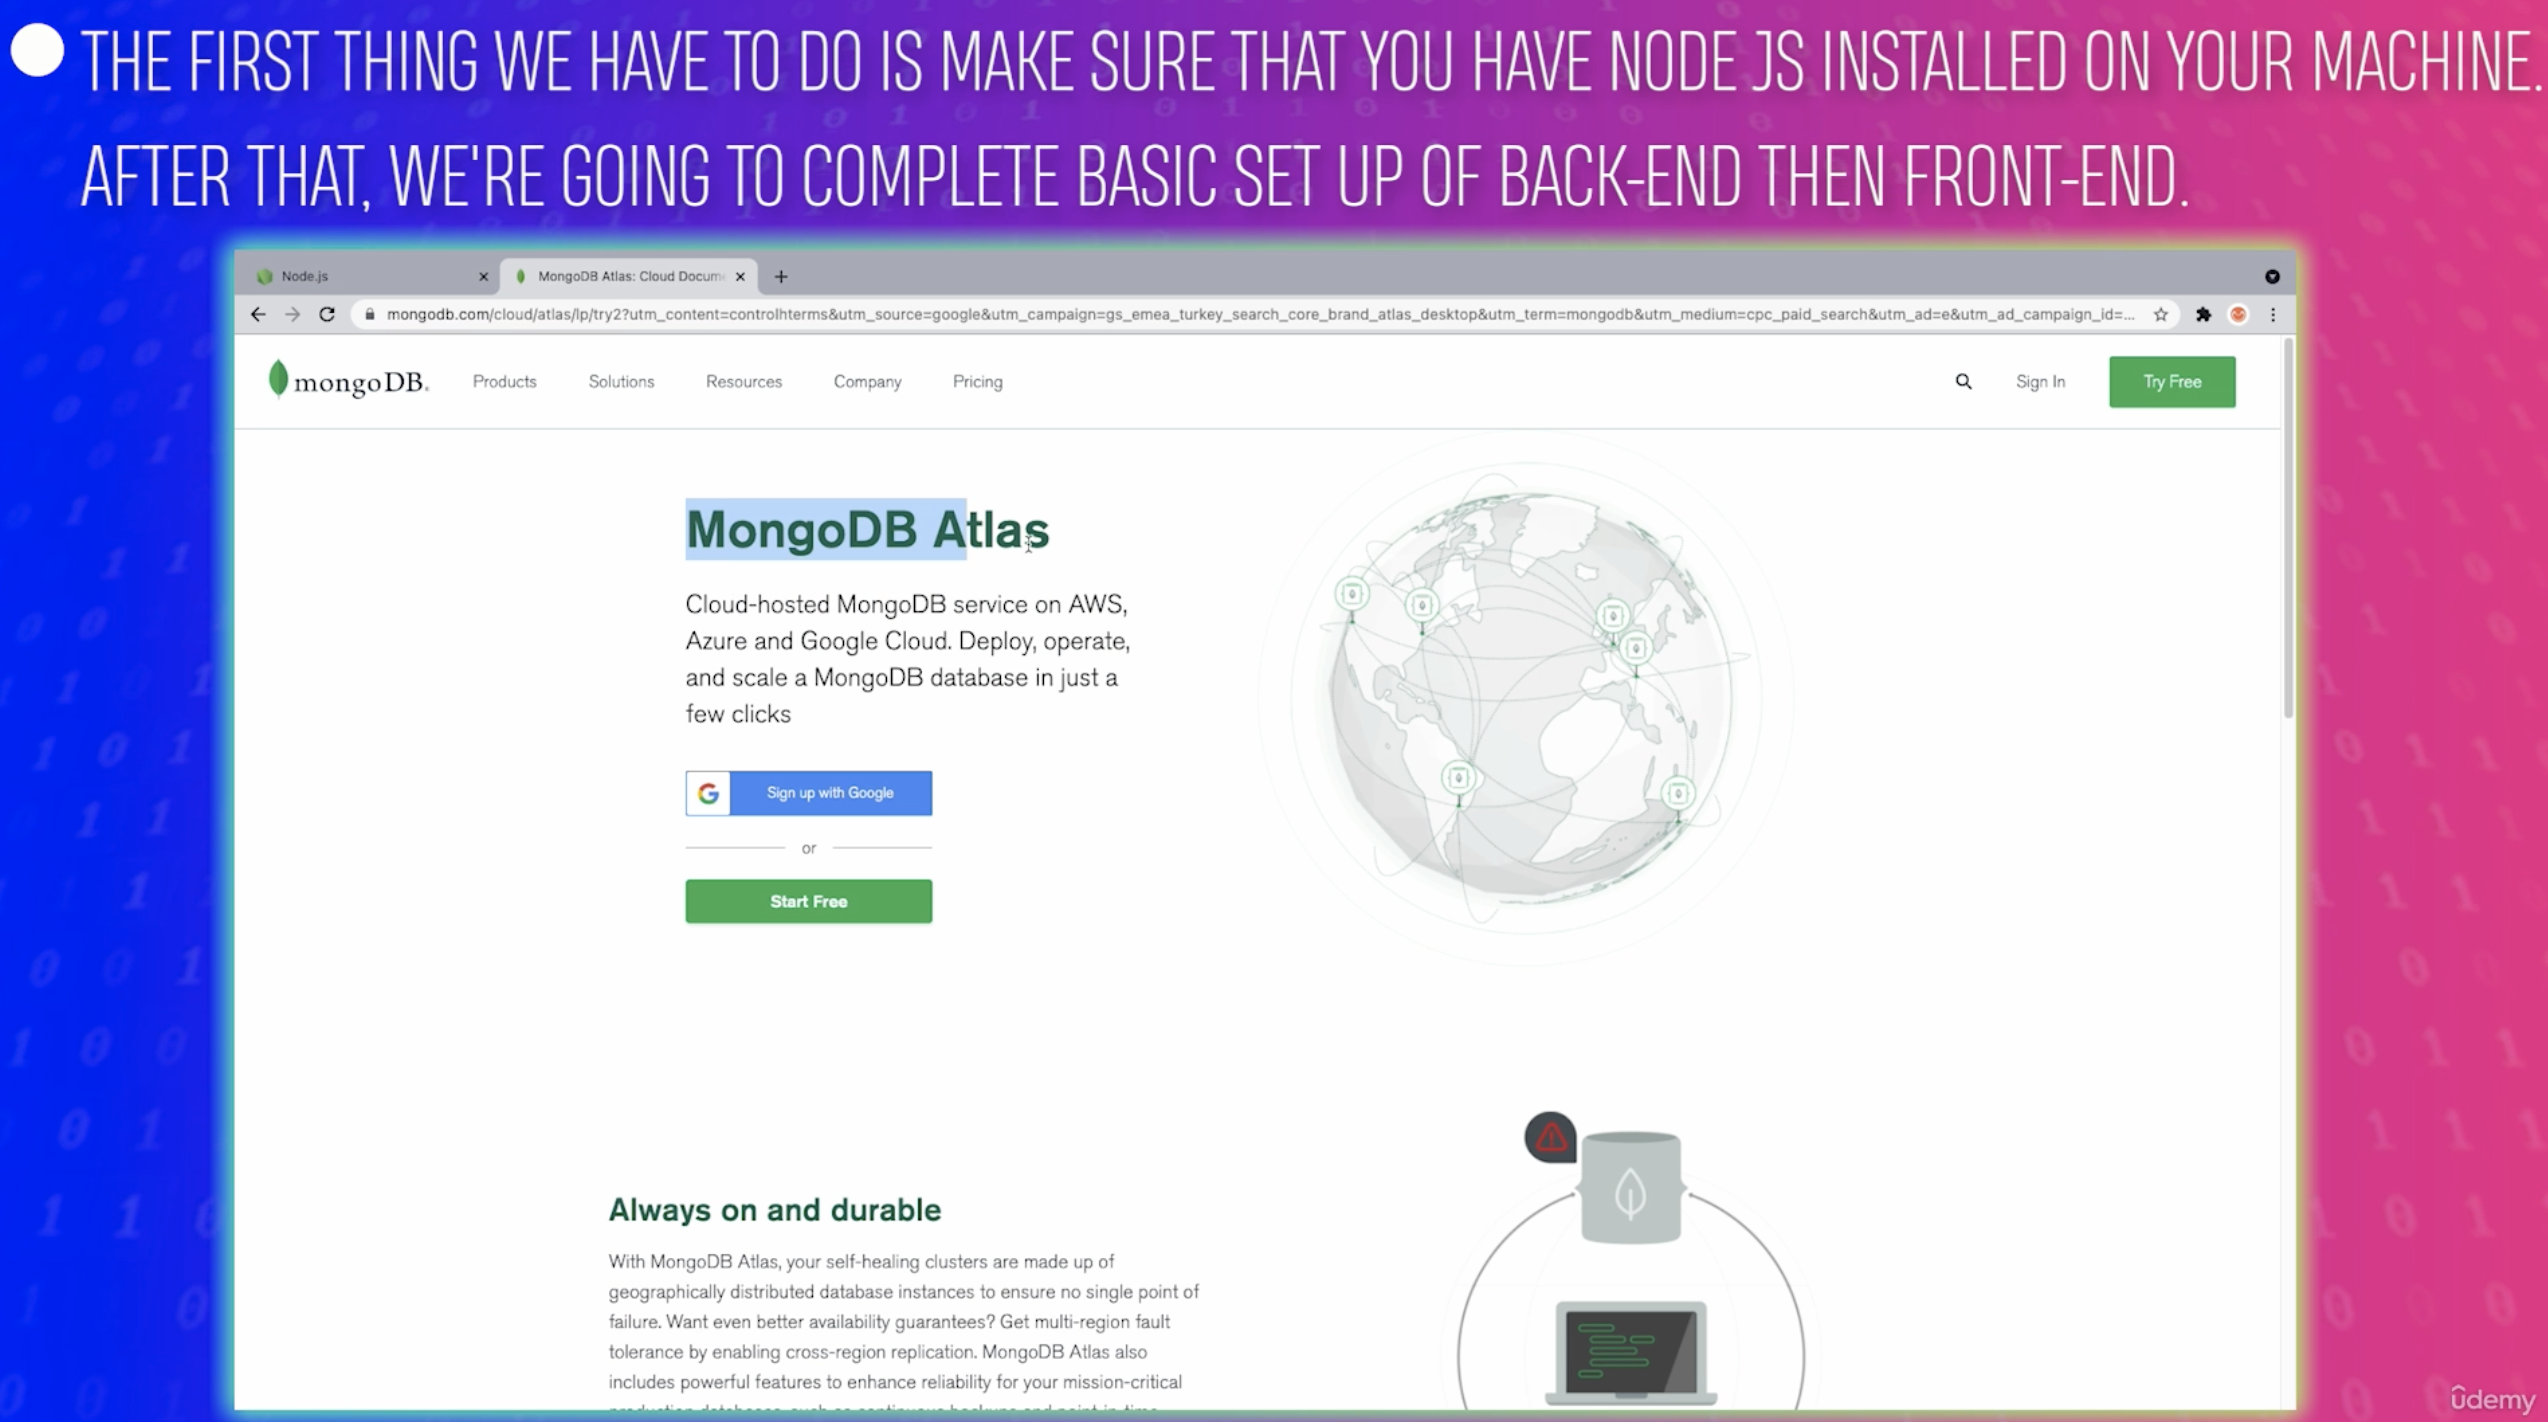 THE FIRST THING WE HAVE TO DO IS MAKE SURE THAT YOU HAVE NODE JS INSTALLED ON YOUR MACHINE.
AFTER THAT, WE'RE GOING TO COMPLETE BASIC SET UP OF BACK-END THEN FRONT-END.
Node.js
MongoDB Atlas: Cloud Docum
mongodb.com/cloud/atlas/lp/try2?utm_content=controlhterms&utm_source=google&utm_campaign=gs_emea_turkey_search_core_brand_atlas_desktop&utm_term=mongodb&utm_medium=cpc_paid_search&utm_ad=e&utm_ad_campaign_id=...
mongoDB. Products Solutions Resources Company Pricing Sign In Try Free
MongoDB Atlas
Cloud-hosted MongoDB service on AWS,
Azure and Google Cloud. Deploy, operate,
and scale a MongoDB database in just a
few clicks
Sign up with Google
or
Start Free
Always on and durable
With MongoDB Atlas, your self-healing clusters are made up of
geographically distributed database instances to ensure no single point of
failure. Want even better availability guarantees? Get multi-region fault
tolerance by enabling cross-region replication. MongoDB Atlas also
includes powerful features to enhance reliability for your mission-critical
ûdemy